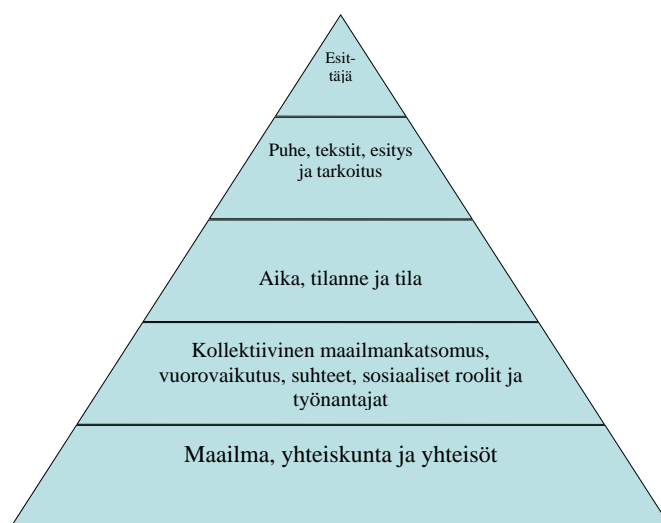 Esit-
täjä
Puhe, tekstit, esitys
ja tarkoitus
Aika, tilanne ja tila
Kollektiivinen maailmankatsomus,
vuorovaikutus, suhteet, sosiaaliset roolit ja
työnantajat
Maailma, yhteiskunta ja yhteisöt